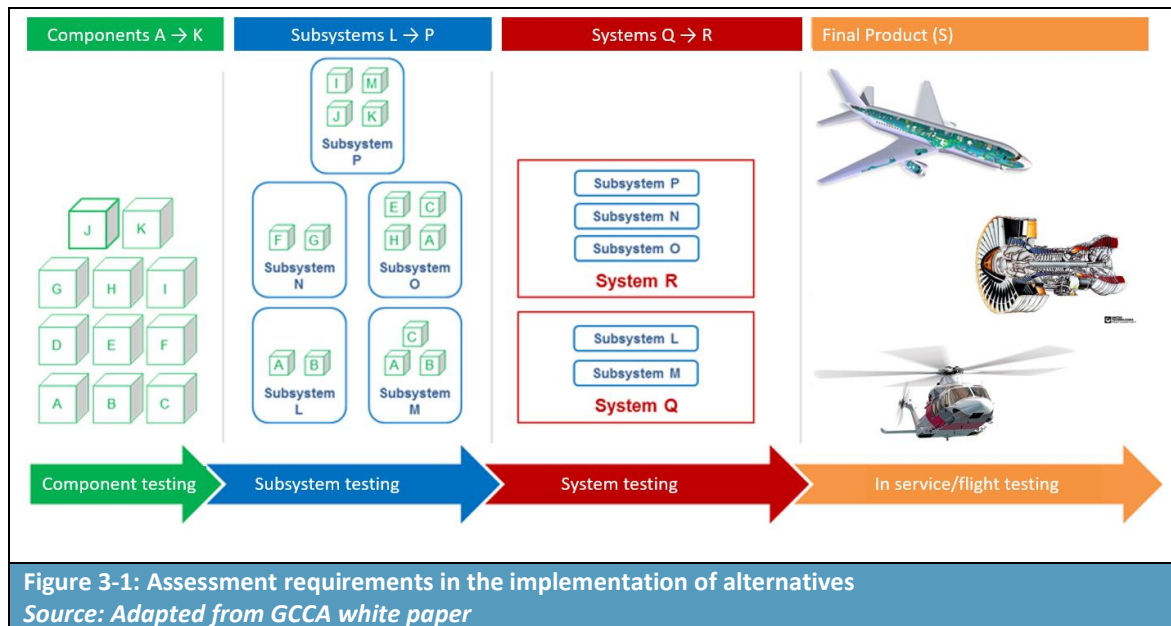 Components A → K
Subsystems L → P
Systems Q → R
Final Product (S)
J K
G H I
D E F
A B C
I M
J K
Subsystem
P
F G
Subsystem
N
E C
H A
Subsystem
O
A B
Subsystem
L
C
A B
Subsystem
M
Subsystem P
Subsystem N
Subsystem O
System R
Subsystem L
Subsystem M
System Q
Component testing
Subsystem testing
System testing
In service/flight testing
Figure 3-1: Assessment requirements in the implementation of alternatives
Source: Adapted from GCCA white paper